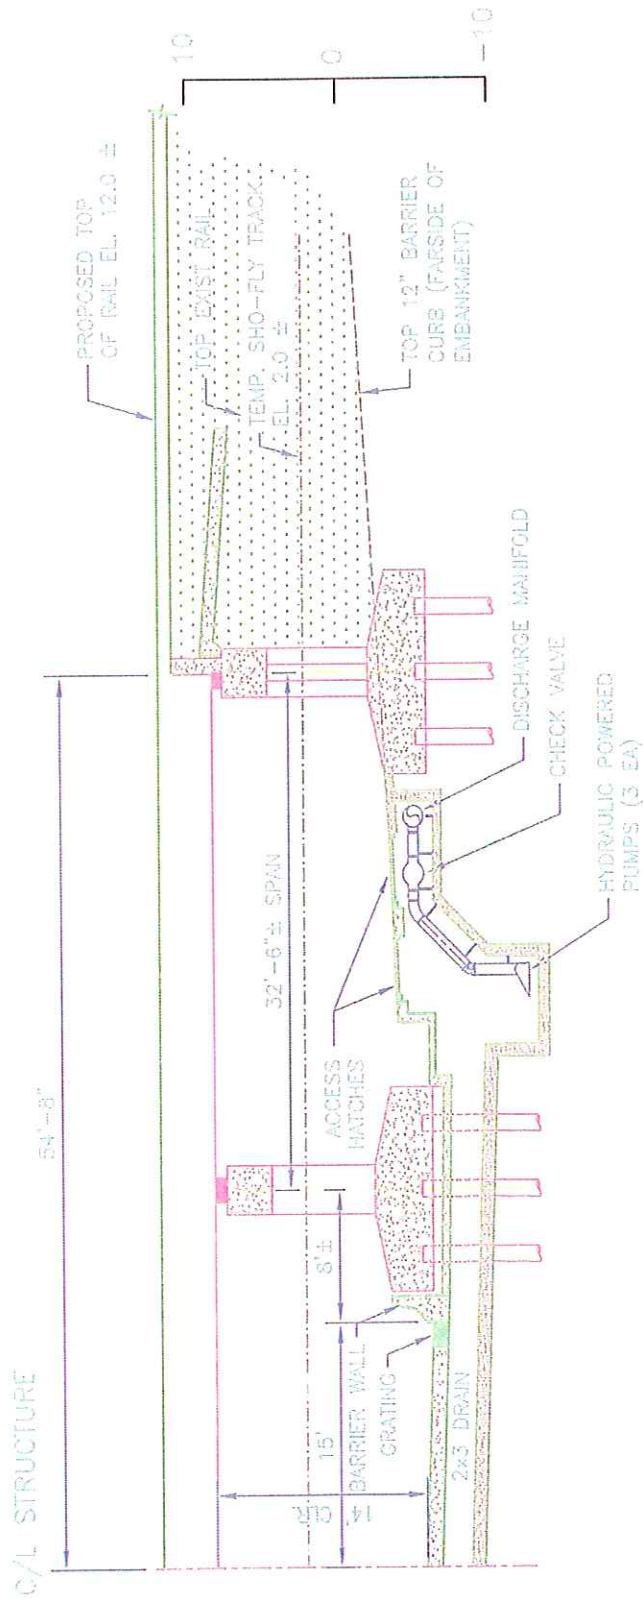 C/L STRUCTURE
54'-8"
PROPOSED TOP
OF RAIL EL. 12.0 ±
10
0
-10
TOP EXIST RAIL
TEMP. SHO-FLY TRACK
EL. 2.0 ±
32'-6"± SPAN
8'±
15'
BARRIER WALL
GRATING
2x3 DRAIN
ACCESS
HATCHES
TOP 12" BARRIER
CURB (FARSIDE OF
EMBANKMENT)
DISCHARGE MANIFOLD
CHECK VALVE
HYDRAULIC POWERED
PUMPS (3 EA)